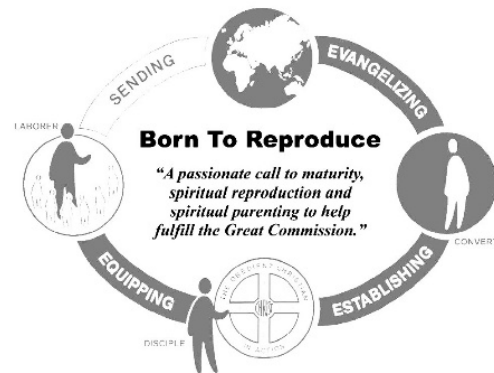 SENDING
EVANGELIZING
LABORER
Born To Reproduce
“A passionate call to maturity,
spiritual reproduction and
spiritual parenting to help
fulfill the Great Commission.”
CONVERT
EQUIPPING
ESTABLISHING
THE OBEDIENT CHRISTIAN
CHRIST
IN ACTION
DISCIPLE